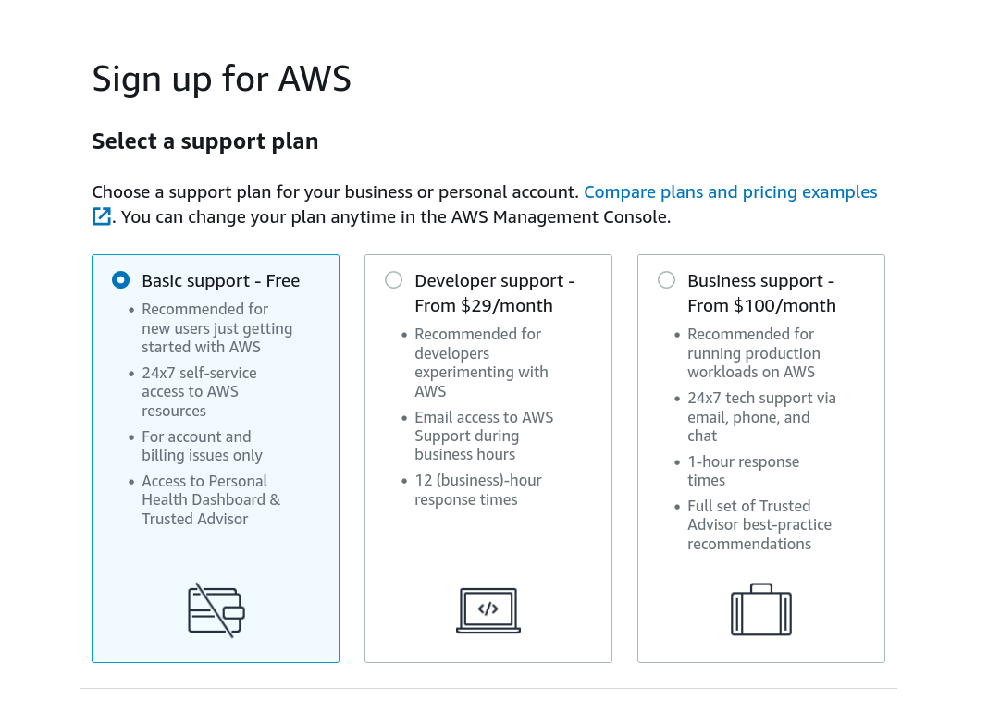 Sign up for AWS
Select a support plan
Choose a support plan for your business or personal account. Compare plans and pricing examples
. You can change your plan anytime in the AWS Management Console.
Basic support - Free
• Recommended for
new users just getting
started with AWS
• 24x7 self-service
access to AWS
resources
• For account and
billing issues only
• Access to Personal
Health Dashboard &
Trusted Advisor
Developer support -
From $29/month
• Recommended for
developers
experimenting with
AWS
• Email access to AWS
Support during
business hours
• 12 (business)-hour
response times
</>
Business support -
From $100/month
• Recommended for
running production
workloads on AWS
• 24x7 tech support via
email, phone, and
chat
• 1-hour response
times
• Full set of Trusted
Advisor best-practice
recommendations